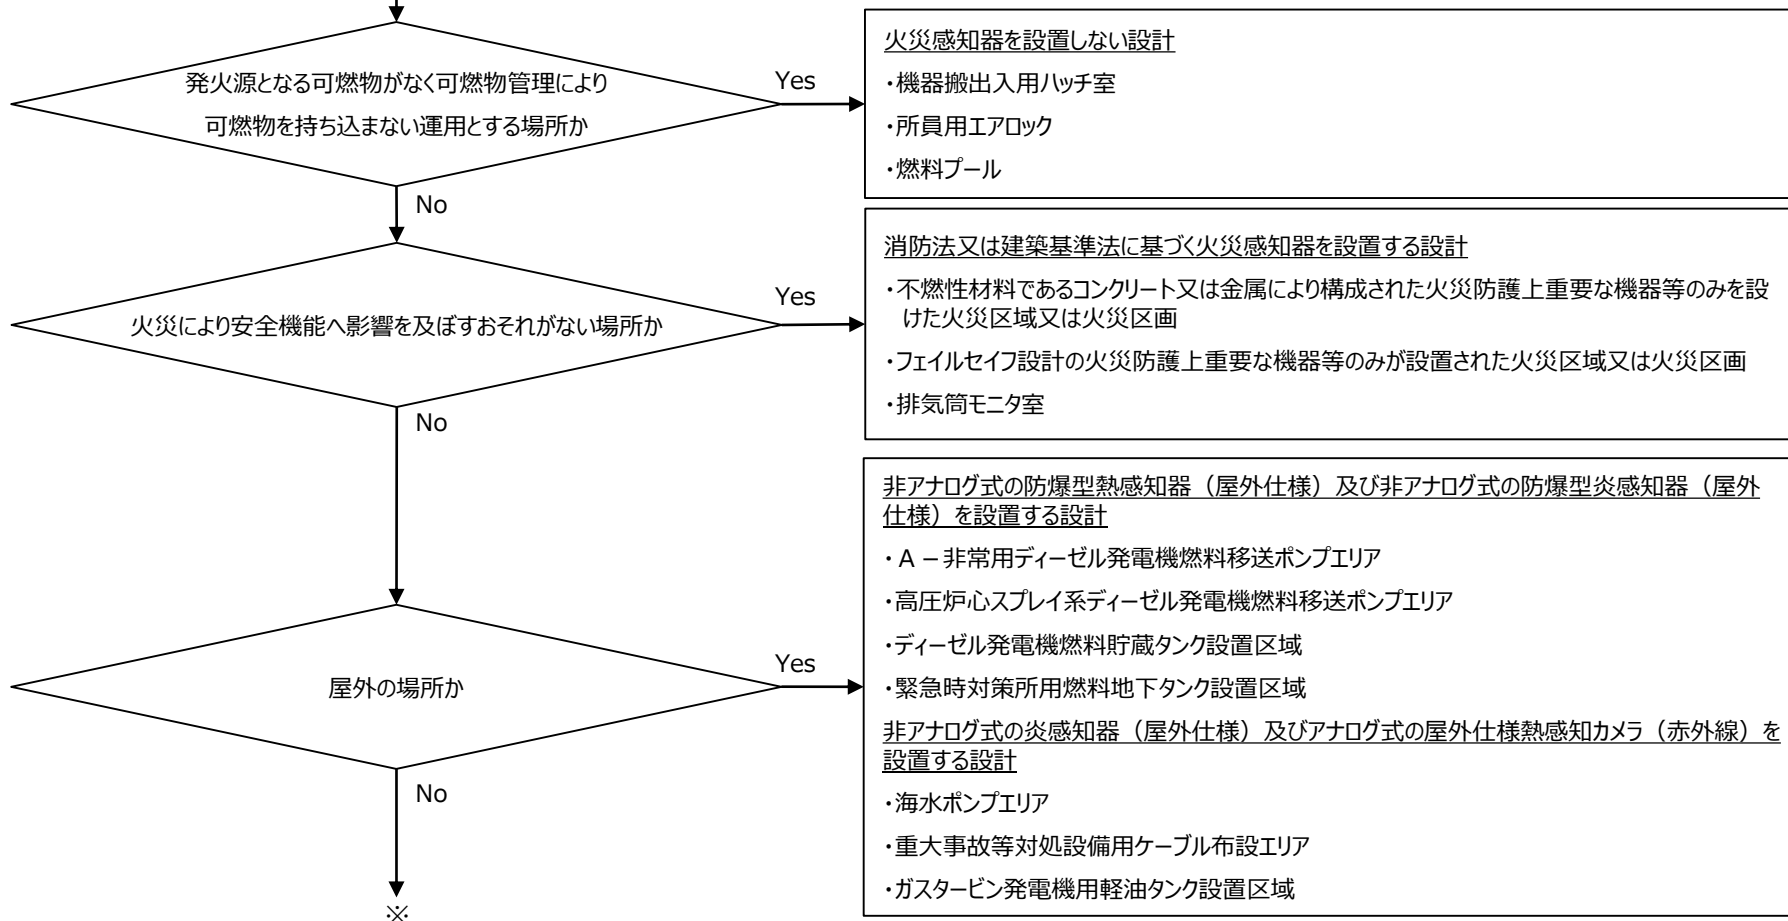 発火源となる可燃物がなく可燃物管理により
可燃物を持ち込まない運用とする場所か
Yes
火災感知器を設置しない設計
・機器搬出入用ハッチ室
・所員用エアロック
・燃料プール
No
火災により安全機能へ影響を及ぼすおそれがない場所か
Yes
消防法又は建築基準法に基づく火災感知器を設置する設計
・不燃性材料であるコンクリート又は金属により構成された火災防護上重要な機器等のみを設
けた火災区域又は火災区画
・フェイルセイフ設計の火災防護上重要な機器等のみが設置された火災区域又は火災区画
・排気筒モニタ室
No
屋外の場所か
Yes
非アナログ式の防爆型熱感知器（屋外仕様）及び非アナログ式の防爆型炎感知器（屋外
仕様）を設置する設計
・A－非常用ディーゼル発電機燃料移送ポンプエリア
・高圧炉心スプレイ系ディーゼル発電機燃料移送ポンプエリア
・ディーゼル発電機燃料貯蔵タンク設置区域
・緊急時対策所用燃料地下タンク設置区域
非アナログ式の炎感知器（屋外仕様）及びアナログ式の屋外仕様熱感知カメラ（赤外線）を
設置する設計
・海水ポンプエリア
・重大事故等対処設備用ケーブル布設エリア
・ガスタービン発電機用軽油タンク設置区域
No
※